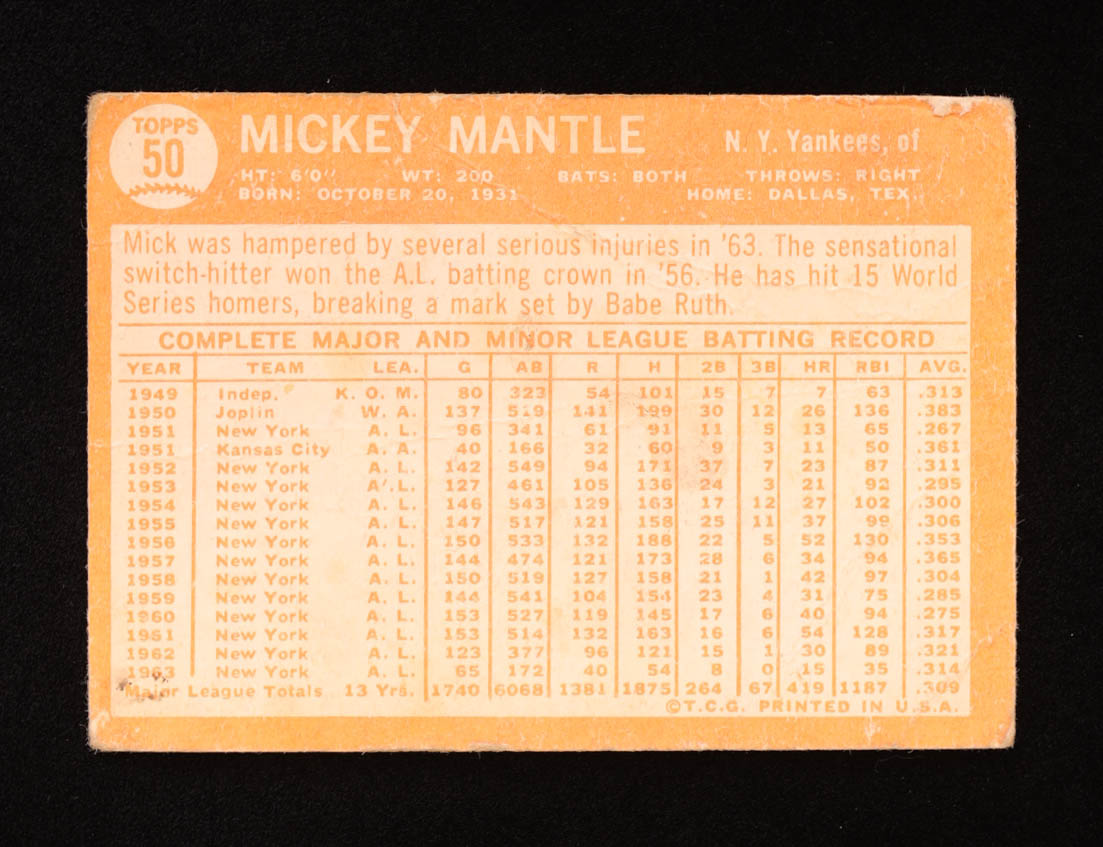 TOPPS
50
MICKEY MANTLE
N. Y. Yankees, of
HT: 6'0" WT: 200 BATS: BOTH THROWS: RIGHT
BORN: OCTOBER 20, 1931 HOME: DALLAS, TEX.
Mick was hampered by several serious injuries in '63. The sensational
switch-hitter won the A.L. batting crown in '56. He has hit 15 World
Series homers, breaking a mark set by Babe Ruth.
COMPLETE MAJOR AND MINOR LEAGUE BATTING RECORD
YEAR TEAM LEA. G AB R H 2B 3B HR RBI AVG.
1949 Indep. K. O. M. 80 323 54 101 15 7 7 63 .313
1950 Joplin W. A. 137 519 141 199 30 12 26 136 .383
1951 New York A. L. 96 341 61 91 11 5 13 65 .267
1951 Kansas City A. A. 40 166 32 60 9 3 11 50 .361
1952 New York A. L. 142 549 94 171 37 7 23 87 .311
1953 New York A. L. 127 461 105 136 24 3 21 92 .295
1954 New York A. L. 146 543 129 163 17 12 27 102 .300
1955 New York A. L. 147 517 121 158 25 11 37 99 .306
1956 New York A. L. 150 533 132 188 22 5 52 130 .353
1957 New York A. L. 144 474 121 173 28 6 34 94 .365
1958 New York A. L. 150 519 127 158 21 1 42 97 .304
1959 New York A. L. 144 541 104 154 23 4 31 75 .285
1960 New York A. L. 153 527 119 145 17 6 40 94 .275
1961 New York A. L. 153 514 132 163 16 6 54 128 .317
1962 New York A. L. 123 377 96 121 15 1 30 89 .321
1963 New York A. L. 65 172 40 54 8 0 15 35 .314
Major League Totals 13 Yrs. 1740 6068 1381 1875 264 67 419 1187 .309
©T.C.G. PRINTED IN U.S.A.